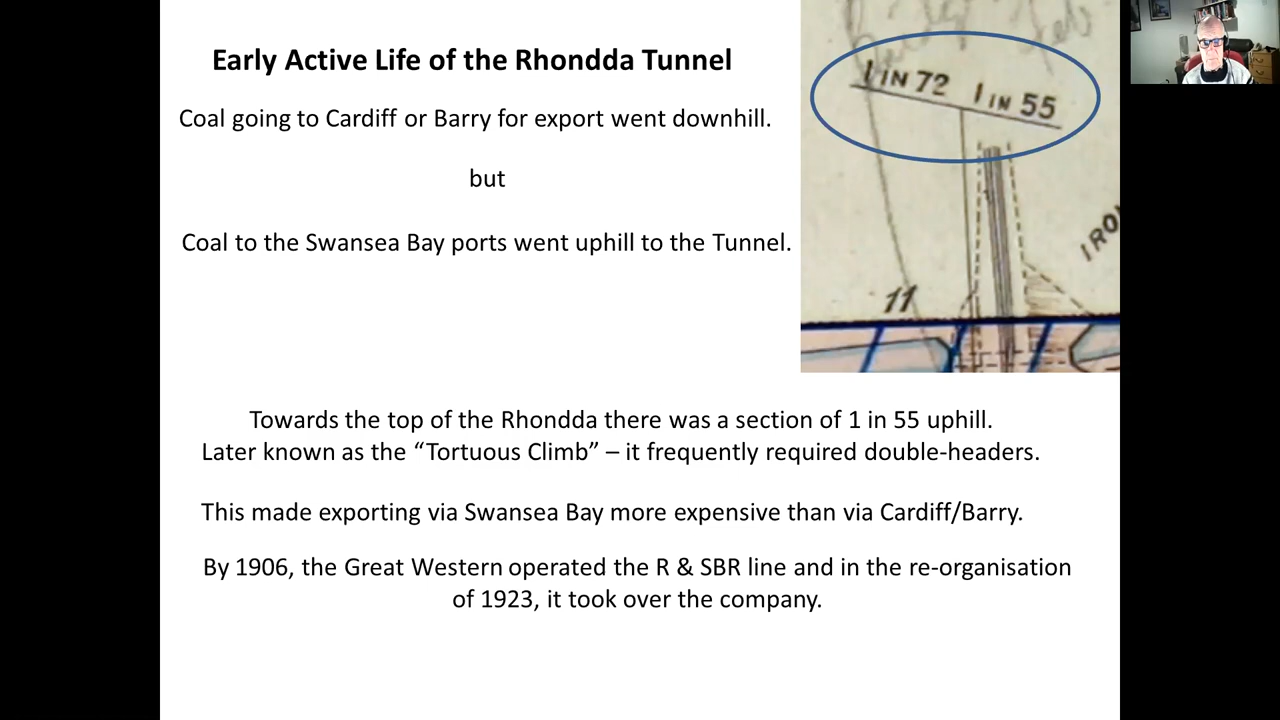 Early Active Life of the Rhondda Tunnel
Coal going to Cardiff or Barry for export went downhill.
but
Coal to the Swansea Bay ports went uphill to the Tunnel.
1 IN 72 1 IN 55
IRO
11
Towards the top of the Rhondda there was a section of 1 in 55 uphill.
Later known as the “Tortuous Climb” – it frequently required double-headers.
This made exporting via Swansea Bay more expensive than via Cardiff/Barry.
By 1906, the Great Western operated the R & SBR line and in the re-organisation
of 1923, it took over the company.